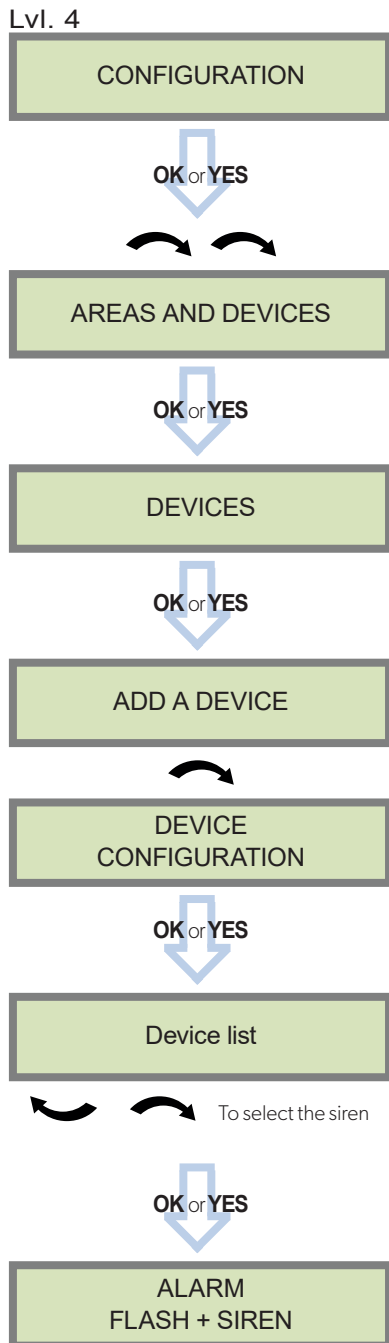 Lvl. 4
CONFIGURATION
OK or YES
AREAS AND DEVICES
OK or YES
DEVICES
OK or YES
ADD A DEVICE
DEVICE
CONFIGURATION
OK or YES
Device list
To select the siren
OK or YES
ALARM
FLASH + SIREN